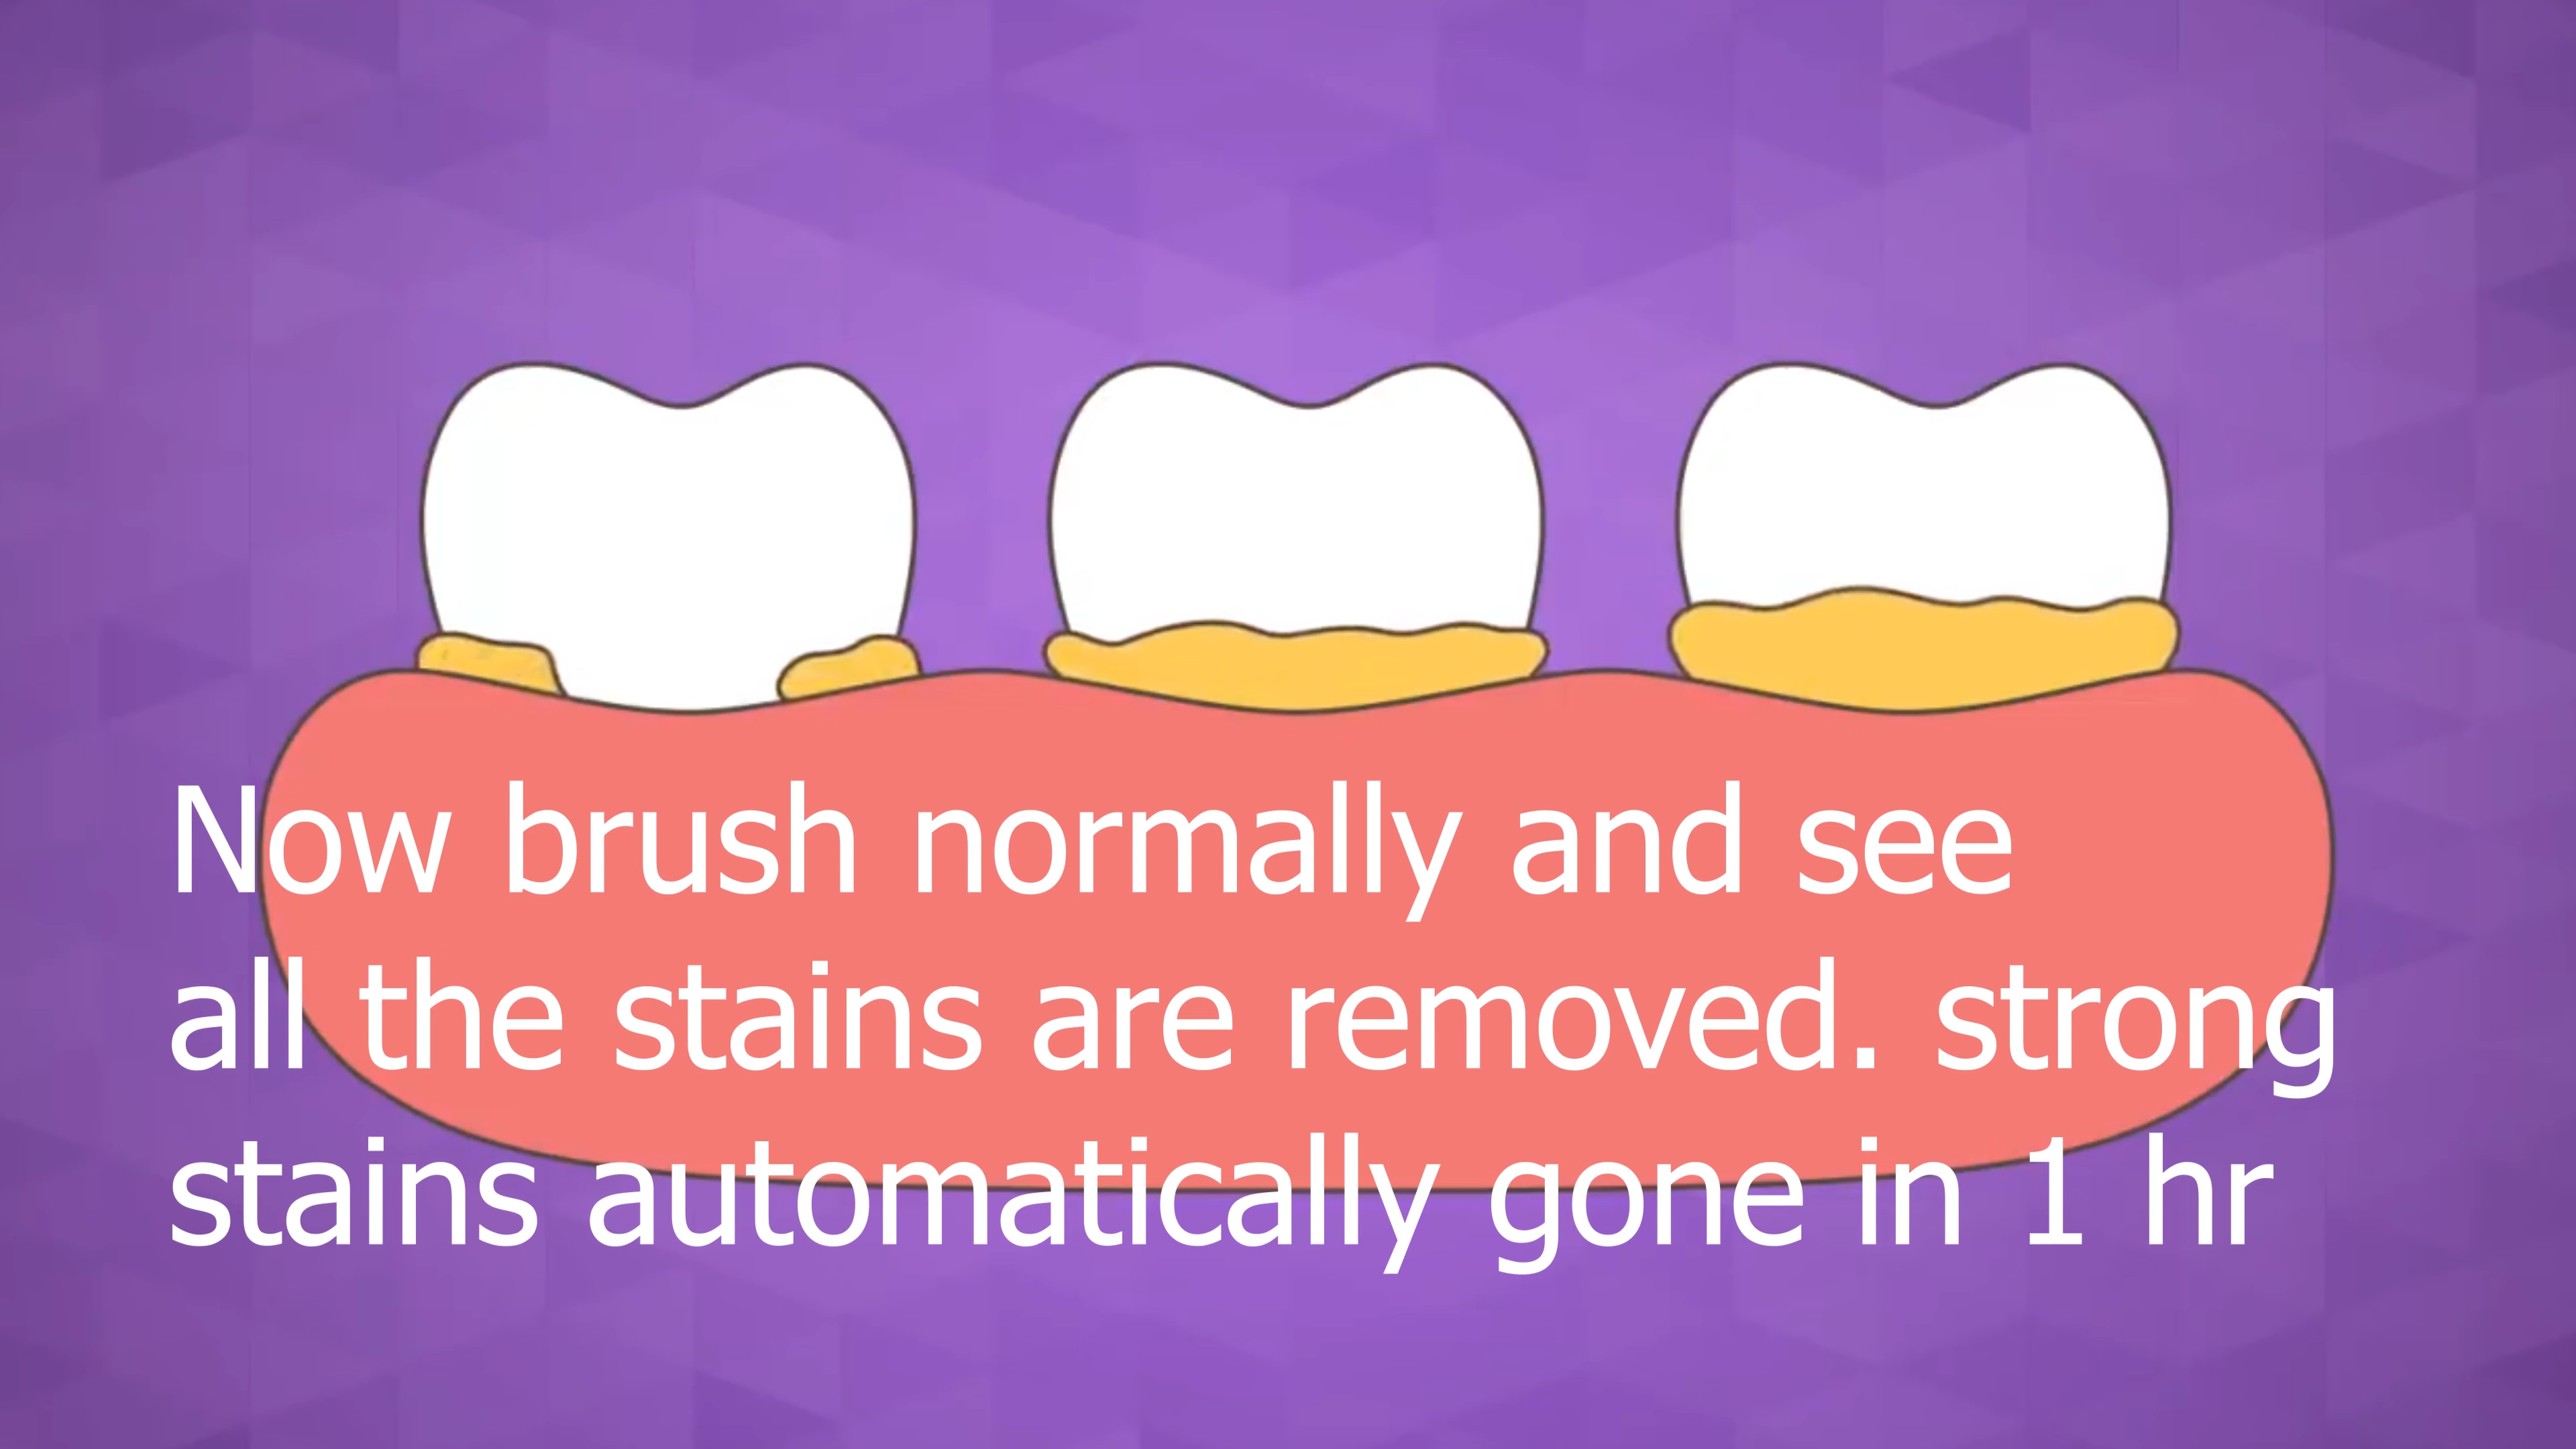 Now brush normally and see
all the stains are removed. strong
stains automatically gone in 1 hr